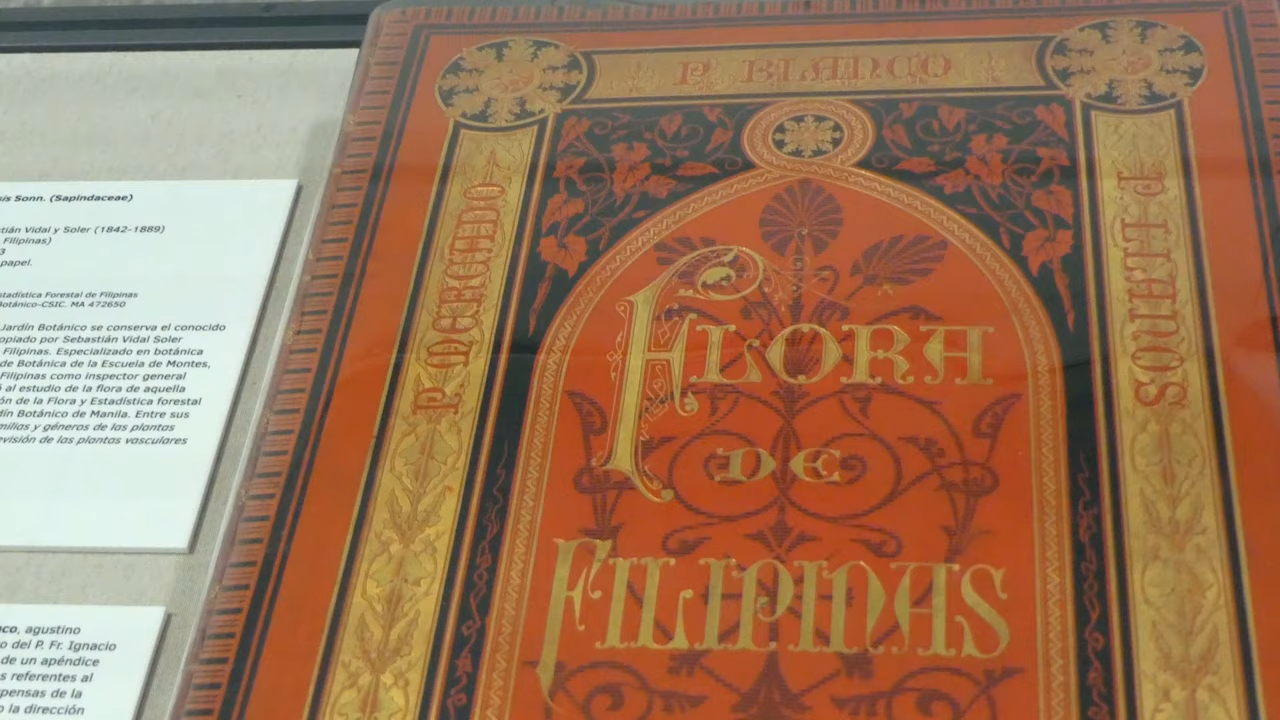 sis Sonn. (Sapindaceae)
tián Vidal y Soler (1842-1889)
Filipinas)
3
papel.
stadística Forestal de Filipinas
Botánico-CSIC. MA 472650
Jardín Botánico se conserva el conocido
opiado por Sebastián Vidal Soler
Filipinas. Especializado en botánica
de Botánica de la Escuela de Montes,
Filipinas como inspector general
al estudio de la flora de aquella
ón de la Flora y Estadística forestal
dín Botánico de Manila. Entre sus
milias y géneros de las plantas
evisión de las plantas vasculares
nco, agustino
o del P. Fr. Ignacio
de un apéndice
s referentes al
pensas de la
o la dirección
P. BLANCO
P. MERCADO
P. LLANOS
FLORA
DE
FILIPINAS